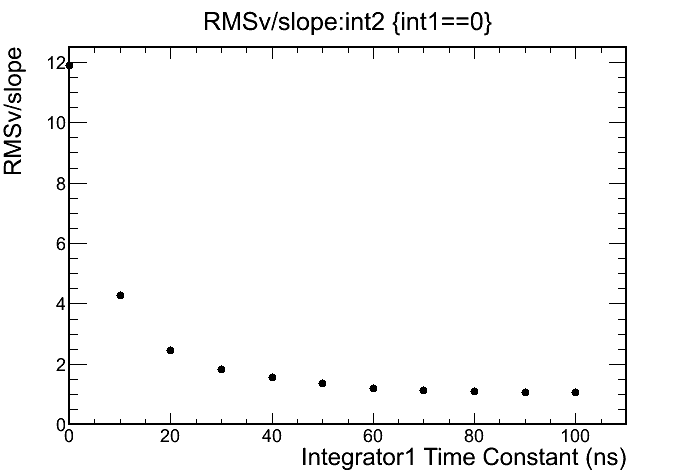 RMSv/slope:int2 {int1==0}
RMSv/slope
12
10
8
6
4
2
0
0 20 40 60 80 100
Integrator1 Time Constant (ns)